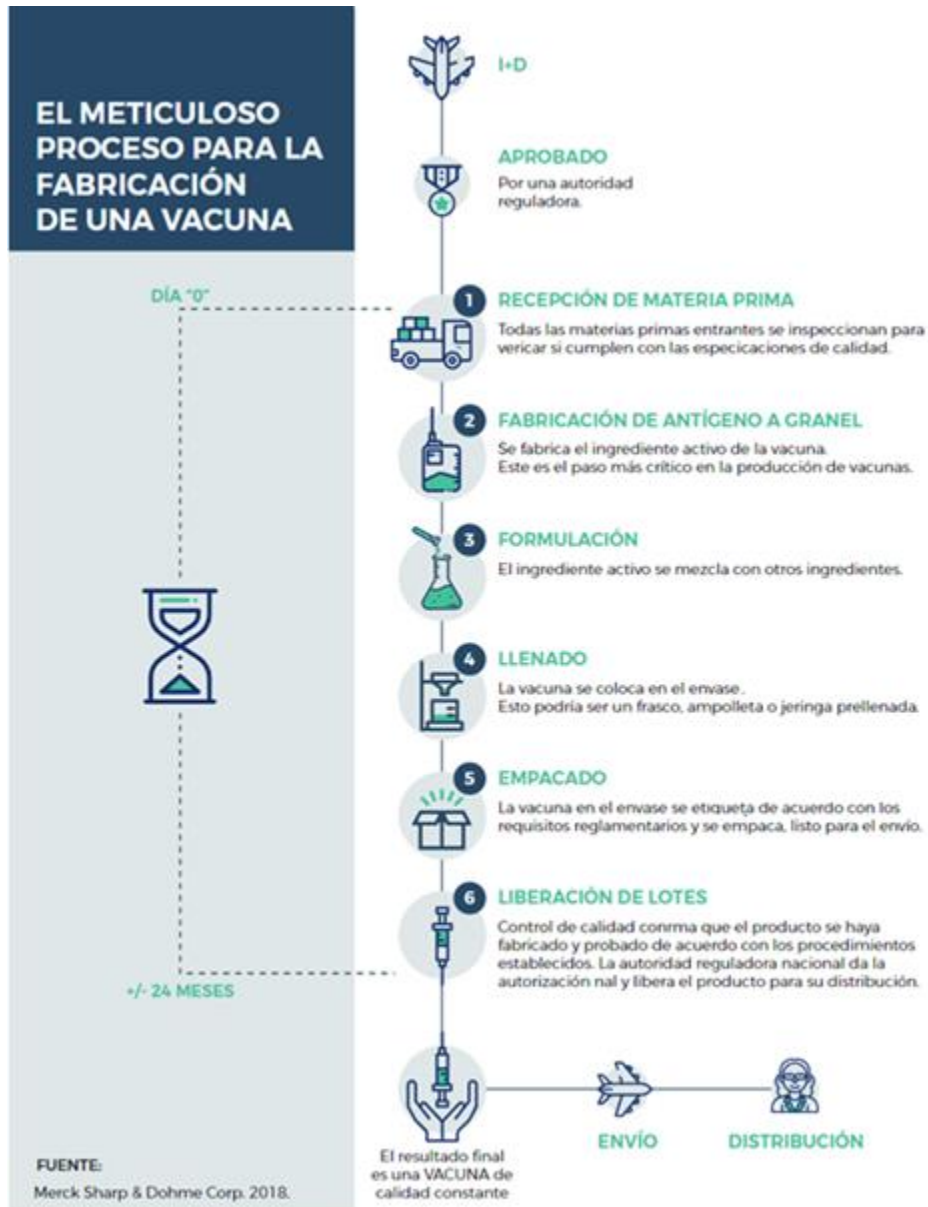 EL METICULOSO
PROCESO PARA LA
FABRICACIÓN
DE UNA VACUNA
I+D
APROBADO
Por una autoridad
reguladora.
DÍA "0"
1
RECEPCIÓN DE MATERIA PRIMA
Todas las materias primas entrantes se inspeccionan para
vericar si cumplen con las especicaciones de calidad.
2
FABRICACIÓN DE ANTÍGENO A GRANEL
Se fabrica el ingrediente activo de la vacuna.
Este es el paso más crítico en la producción de vacunas.
3
FORMULACIÓN
El ingrediente activo se mezcla con otros ingredientes.
4
LLENADO
La vacuna se coloca en el envase.
Esto podría ser un frasco, ampolleta o jeringa prellenada.
5
EMPACADO
La vacuna en el envase se etiqueta de acuerdo con los
requisitos reglamentarios y se empaca, listo para el envío.
6
LIBERACIÓN DE LOTES
Control de calidad conrma que el producto se haya
fabricado y probado de acuerdo con los procedimientos
establecidos. La autoridad reguladora nacional da la
autorización nal y libera el producto para su distribución.
+/- 24 MESES
El resultado final
es una VACUNA de
calidad constante
ENVÍO
DISTRIBUCIÓN
FUENTE:
Merck Sharp & Dohme Corp. 2018.